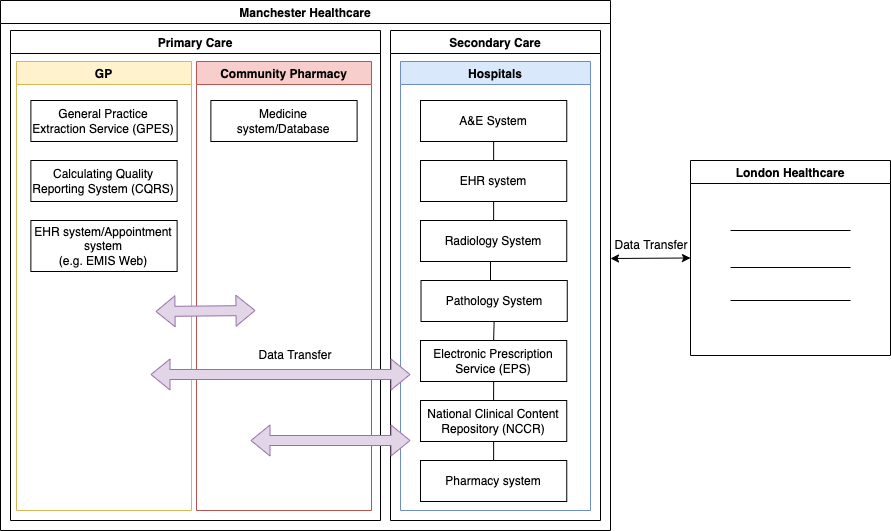 Manchester Healthcare
Primary Care
Secondary Care
GP
Community Pharmacy
Hospitals
General Practice
Extraction Service (GPES)
Calculating Quality
Reporting System (CQRS)
EHR system/Appointment
system
(e.g. EMIS Web)
Medicine
system/Database
A&E System
EHR system
Radiology System
Pathology System
Electronic Prescription
Service (EPS)
National Clinical Content
Repository (NCCR)
Pharmacy system
Data Transfer
Data Transfer
London Healthcare